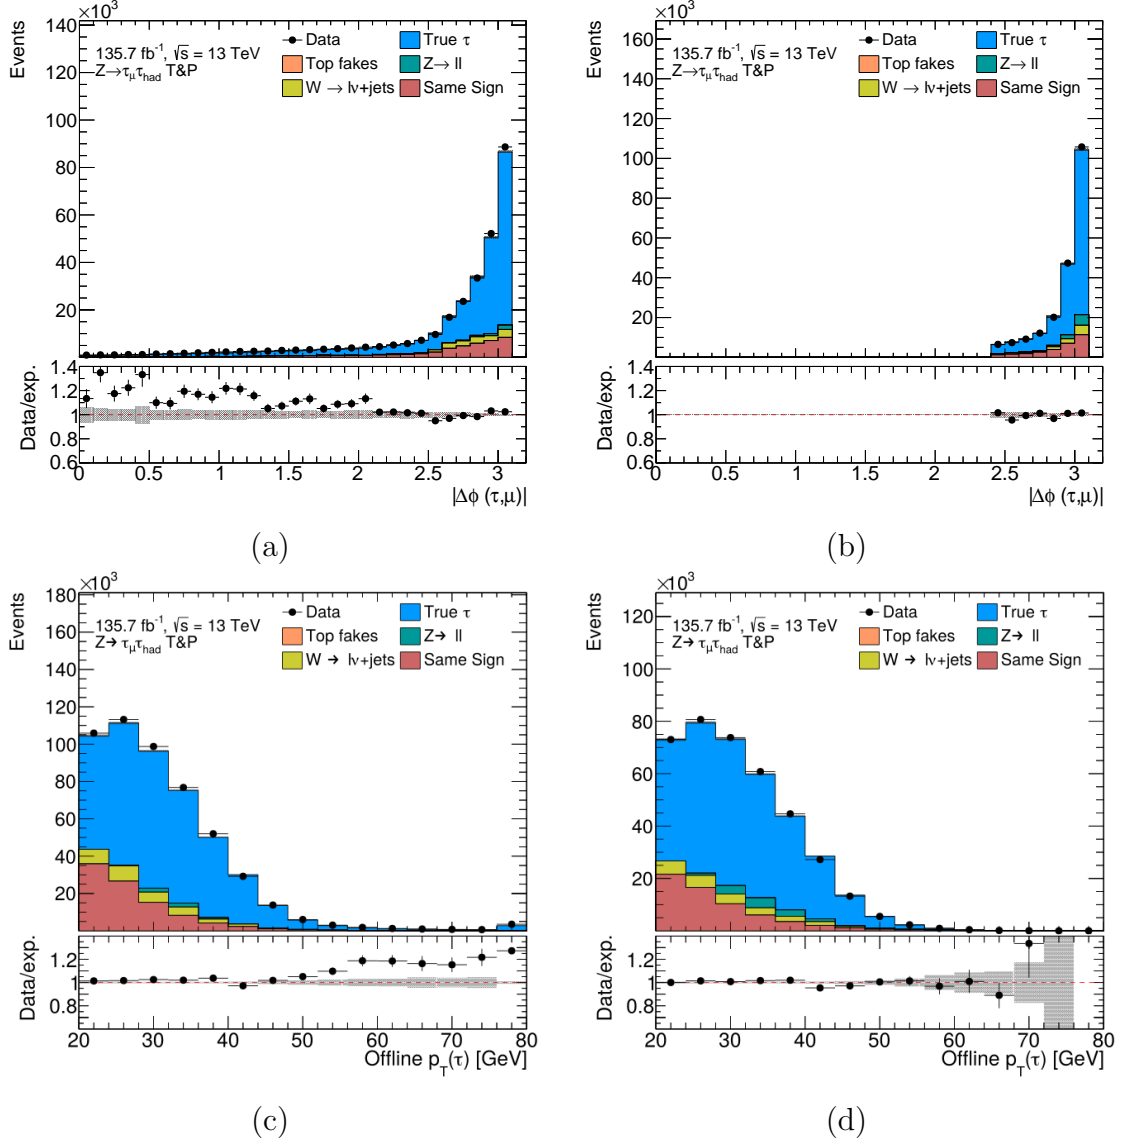 ×10³
Events
140
120
100
80
60
40
20
135.7 fb⁻¹, √s = 13 TeV
Z→τμτhad T&P
Data
True τ
Top fakes
Z→ ll
W → lν+jets
Same Sign
Data/exp.
1.4
1.2
1
0.8
0.6
0 0.5 1 1.5 2 2.5 3
|Δϕ (τ,μ)|
(a)
×10³
Events
160
140
120
100
80
60
40
20
135.7 fb⁻¹, √s = 13 TeV
Z→τμτhad T&P
Data
True τ
Top fakes
Z→ ll
W → lν+jets
Same Sign
Data/exp.
1.4
1.2
1
0.8
0.6
0 0.5 1 1.5 2 2.5 3
|Δϕ (τ,μ)|
(b)
×10³
Events
180
160
140
120
100
80
60
40
20
135.7 fb⁻¹, √s = 13 TeV
Z→ τμτhad T&P
Data
True τ
Top fakes
Z→ ll
W → lν+jets
Same Sign
Data/exp.
1.2
1
0.8
20 30 40 50 60 70 80
Offline pT(τ) [GeV]
(c)
×10³
Events
120
100
80
60
40
20
135.7 fb⁻¹, √s = 13 TeV
Z→ τμτhad T&P
Data
True τ
Top fakes
Z→ ll
W → lν+jets
Same Sign
Data/exp.
1.2
1
0.8
20 30 40 50 60 70 80
Offline pT(τ) [GeV]
(d)